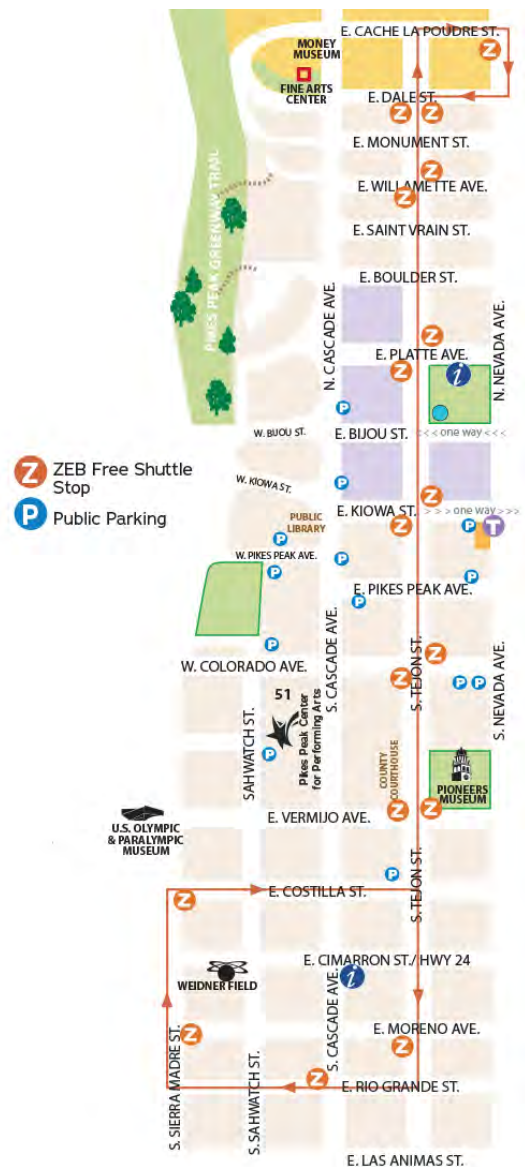 E. CACHE LA POUDRE ST.
MONEY
MUSEUM
Z
FINE ARTS
CENTER
E. DALE ST.
Z Z
E. MONUMENT ST.
Z
E. WILLAMETTE AVE.
Z
PIKES PEAK GREENWAY TRAIL
E. SAINT VRAIN ST.
E. BOULDER ST.
N. CASCADE AVE.
N. NEVADA AVE.
Z
E. PLATTE AVE.
Z
i
P
W. BIJOU ST.
E. BIJOU ST.
< < < one way < < <
Z ZEB Free Shuttle
Stop
P Public Parking
W. KIOWA ST.
P
Z
E. KIOWA ST.
> > > one way > > >
PUBLIC
LIBRARY
P
Z
P
T
W. PIKES PEAK AVE.
P
P
P
E. PIKES PEAK AVE.
P
S. CASCADE AVE.
S. TEJON ST.
S. NEVADA AVE.
P
Z
W. COLORADO AVE.
Z
P P
51
Pikes Peak Center
for Performing Arts
SAHWATCH ST.
P
COUNTY
COURTHOUSE
PIONEERS
MUSEUM
Z Z
E. VERMIJO AVE.
U.S. OLYMPIC
& PARALYMPIC
MUSEUM
S. TEJON ST.
P
E. COSTILLA ST.
Z
E. CIMARRON ST./ HWY 24
WEIDNER FIELD
i
S. CASCADE AVE.
E. MORENO AVE.
Z
Z
S. SIERRA MADRE ST.
S. SAHWATCH ST.
Z
E. RIO GRANDE ST.
E. LAS ANIMAS ST.